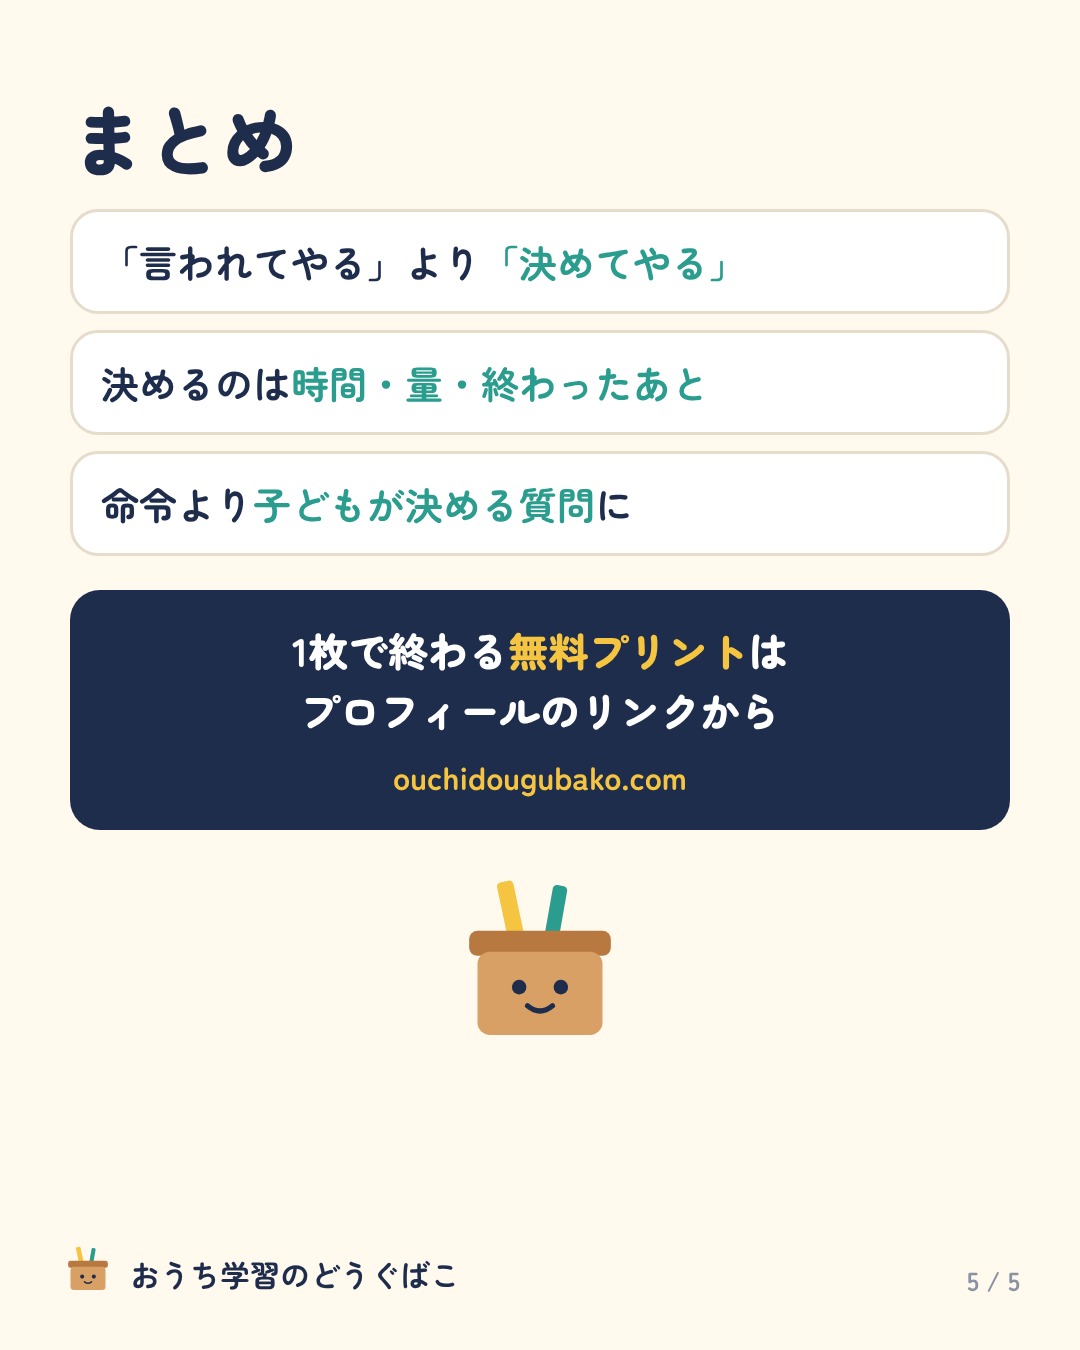 まとめ
「言われてやる」より「決めてやる」
決めるのは時間・量・終わったあと
命令より子どもが決める質問に
1枚で終わる無料プリントは
プロフィールのリンクから
ouchidougubako.com
おうち学習のどうぐばこ
5 / 5